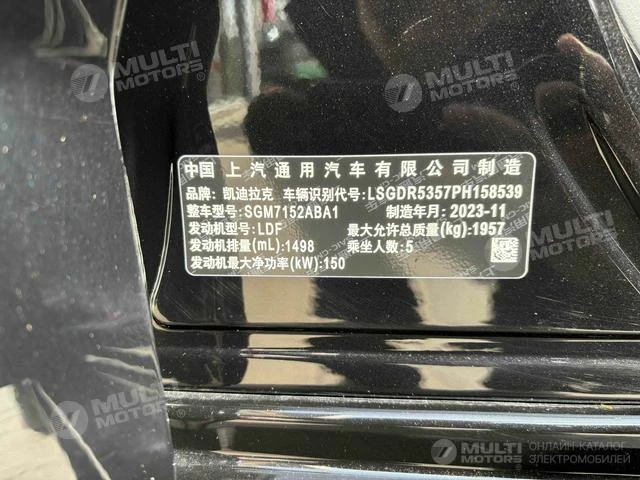 MULTI
MOTORS
MULTI
MOTORS
中国 上汽通用汽车有限公司制造
品牌: 凯迪拉克 车辆识别代号: LSGDR5357PH158539
整车型号: SGM7152ABA1 制造年月: 2023-11
发动机型号: LDF 最大允许总质量(kg): 1957
发动机排量(mL): 1498 乘坐人数: 5
发动机最大净功率(kW): 150
MULTI
MOTORS
MULTI
MOTORS
MULTI
MOTORS
ОНЛАЙН-КАТАЛОГ
ЭЛЕКТРОМОБИЛЕЙ